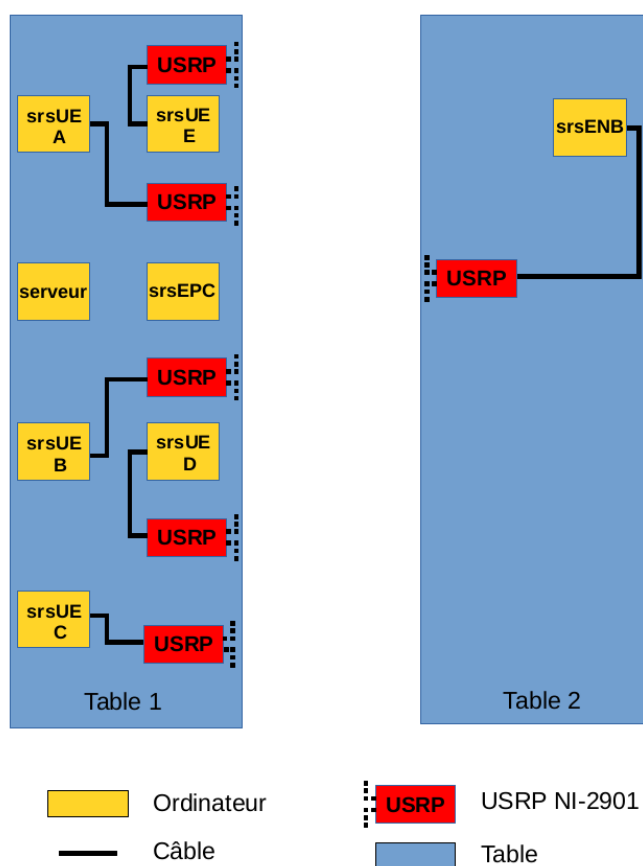 USRP
srsUE
A
srsUE
E
USRP
serveur
srsEPC
USRP
srsUE
B
srsUE
D
USRP
srsUE
C
USRP
Table 1
srsENB
USRP
Table 2
Ordinateur
USRP
USRP NI-2901
Câble
Table